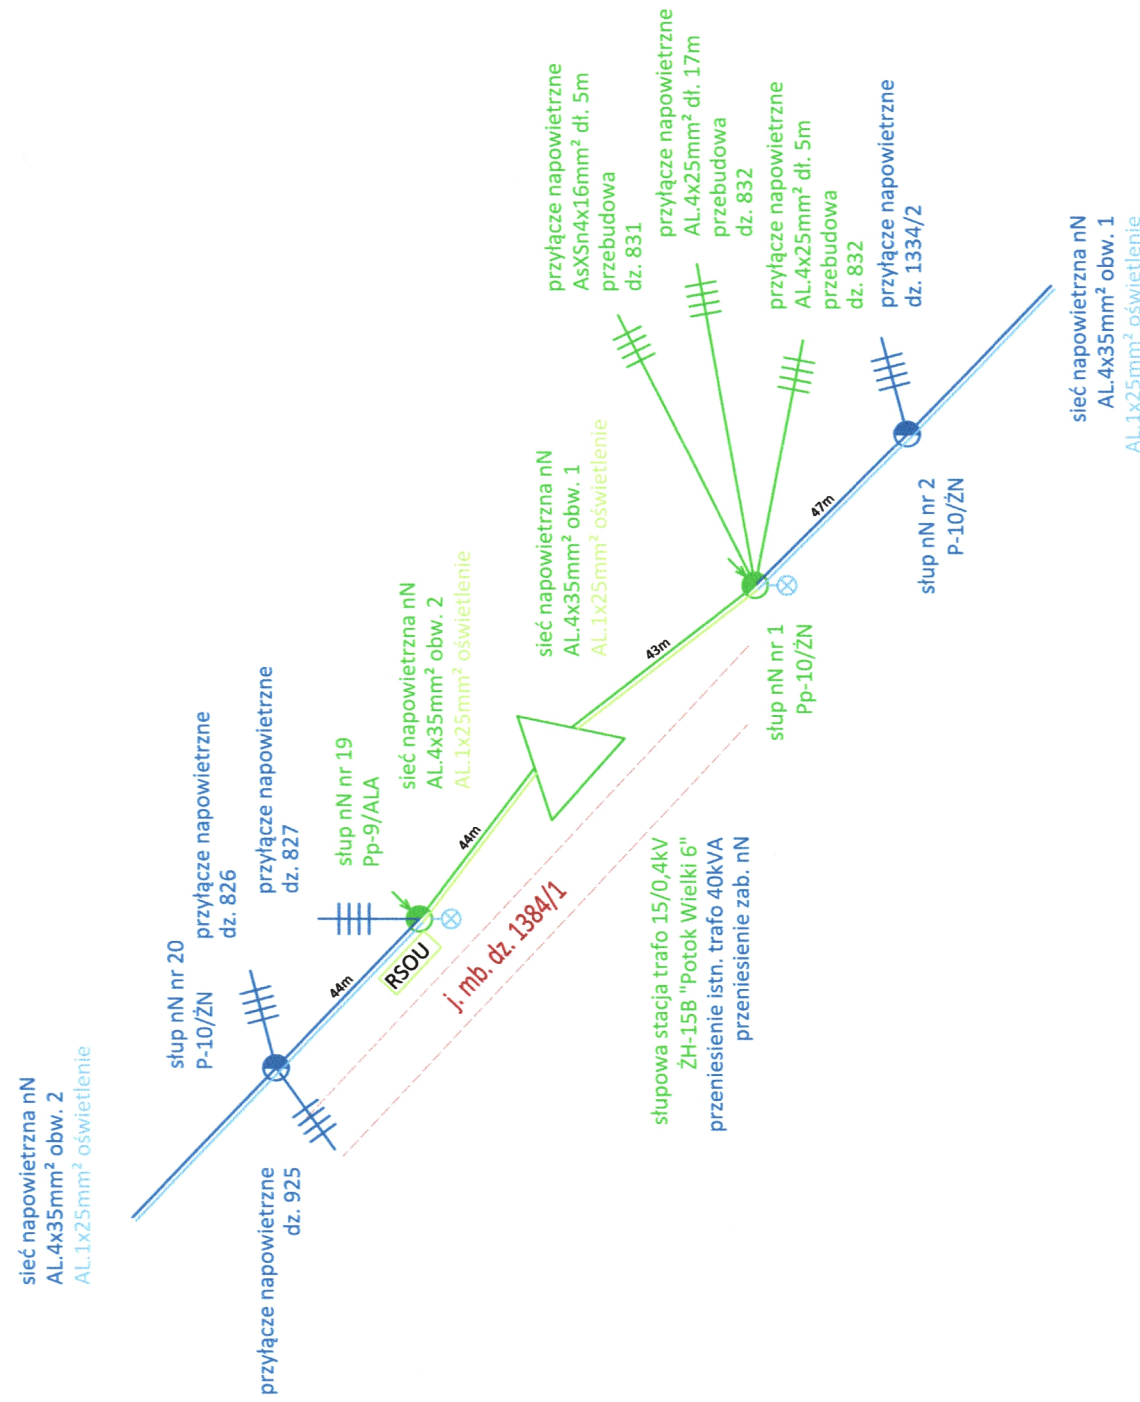 sieć napowietrzna nN
AL.4x35mm² obw. 2
AL.1x25mm² oświetlenie
przyłącze napowietrzne
dz. 925
słup nN nr 20
P-10/ŻN
przyłącze napowietrzne
dz. 826
przyłącze napowietrzne
dz. 827
44m
słup nN nr 19
Pp-9/ALA
RSOU
sieć napowietrzna nN
AL.4x35mm² obw. 2
AL.1x25mm² oświetlenie
44m
j. mb. dz. 1384/1
słupowa stacja trafo 15/0,4kV
ŻH-15B "Potok Wielki 6"
przeniesienie istn. trafo 40kVA
przeniesienie zab. nN
sieć napowietrzna nN
AL.4x35mm² obw. 1
AL.1x25mm² oświetlenie
43m
słup nN nr 1
Pp-10/ŻN
przyłącze napowietrzne
AsXSn4x16mm² dł. 5m
przebudowa
dz. 831
przyłącze napowietrzne
AL.4x25mm² dł. 17m
przebudowa
dz. 832
przyłącze napowietrzne
AL.4x25mm² dł. 5m
przebudowa
dz. 832
przyłącze napowietrzne
dz. 1334/2
47m
słup nN nr 2
P-10/ŻN
sieć napowietrzna nN
AL.4x35mm² obw. 1
AL.1x25mm² oświetlenie